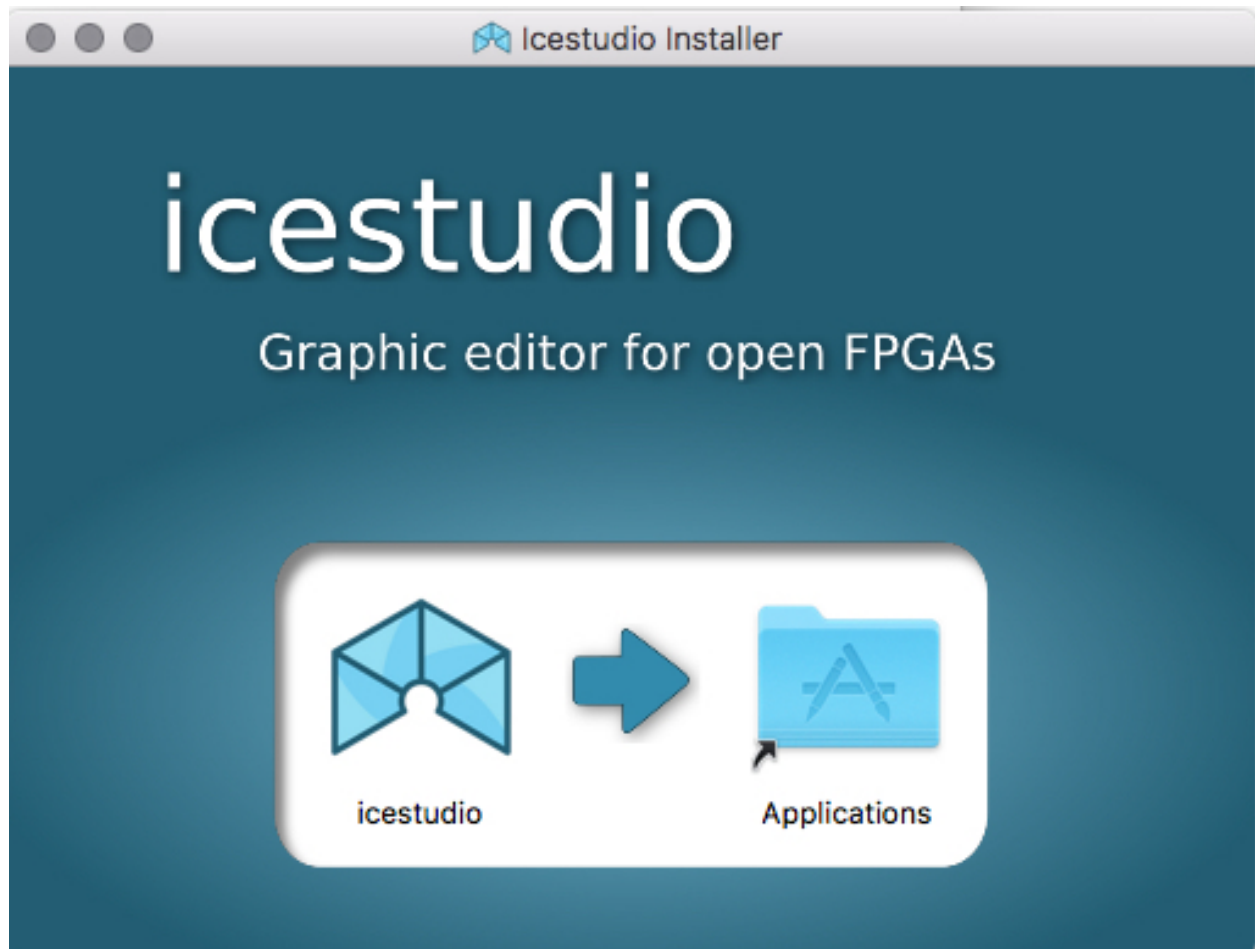 Icestudio Installer
icestudio
Graphic editor for open FPGAs
icestudio
Applications